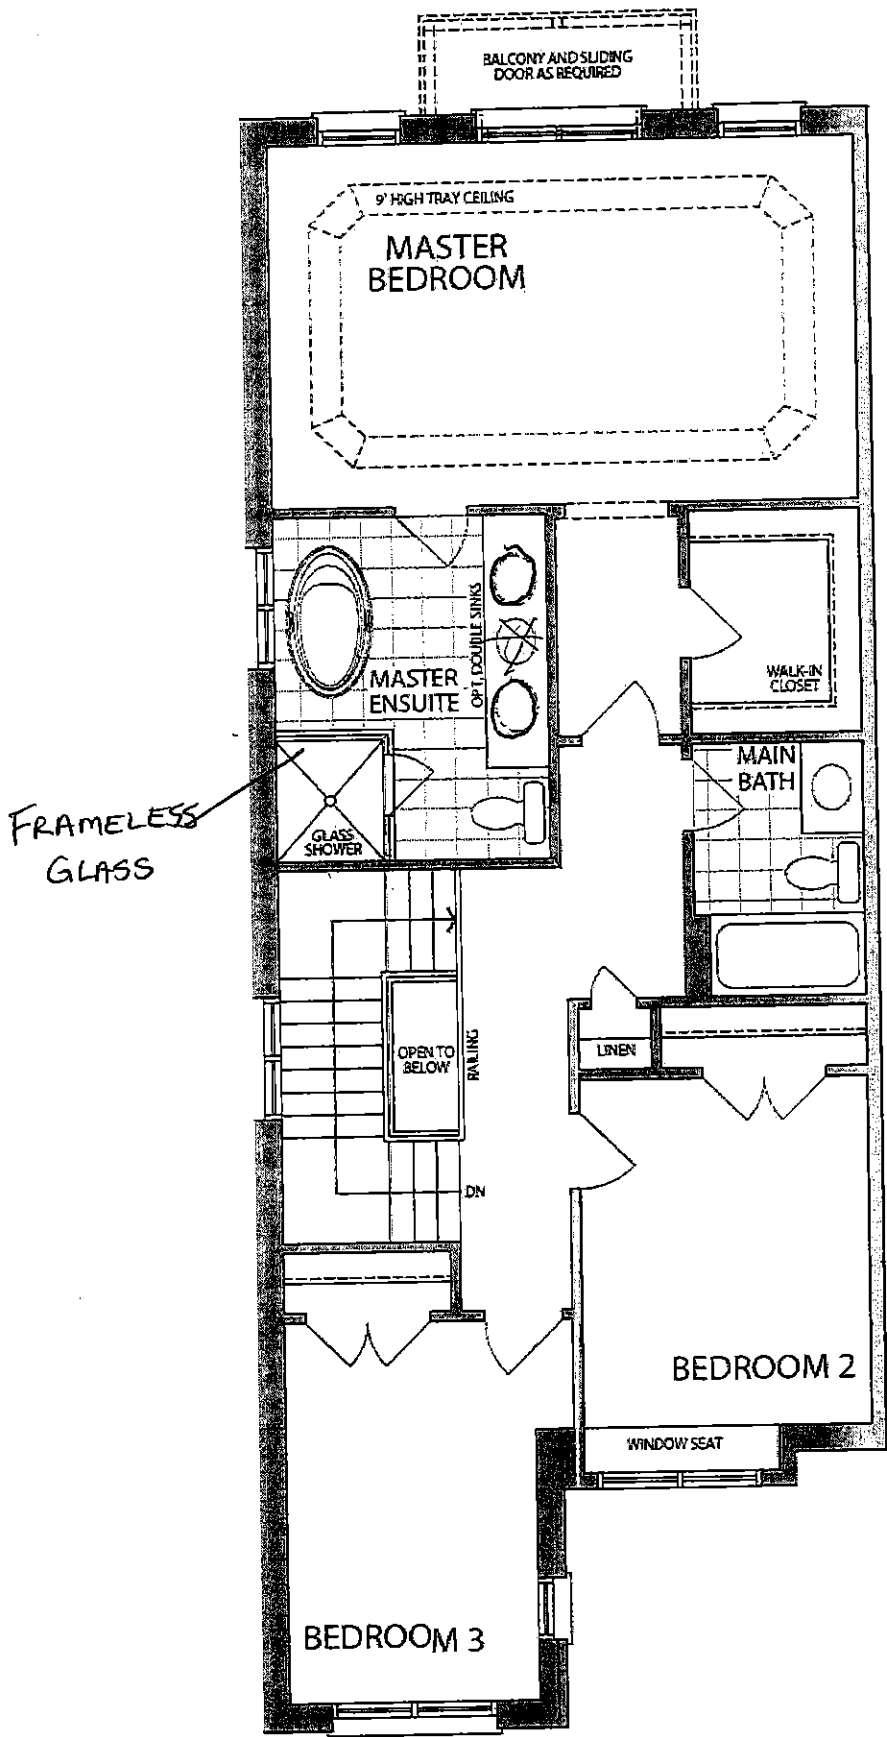 BALCONY AND SLIDING
DOOR AS REQUIRED
9' HIGH TRAY CEILING
MASTER
BEDROOM
OPT. DOUBLE SINKS
MASTER
ENSUITE
WALK-IN
CLOSET
MAIN
BATH
FRAMELESS
GLASS
GLASS
SHOWER
OPEN TO
BELOW
RAILING
LINEN
DN
BEDROOM 2
WINDOW SEAT
BEDROOM 3